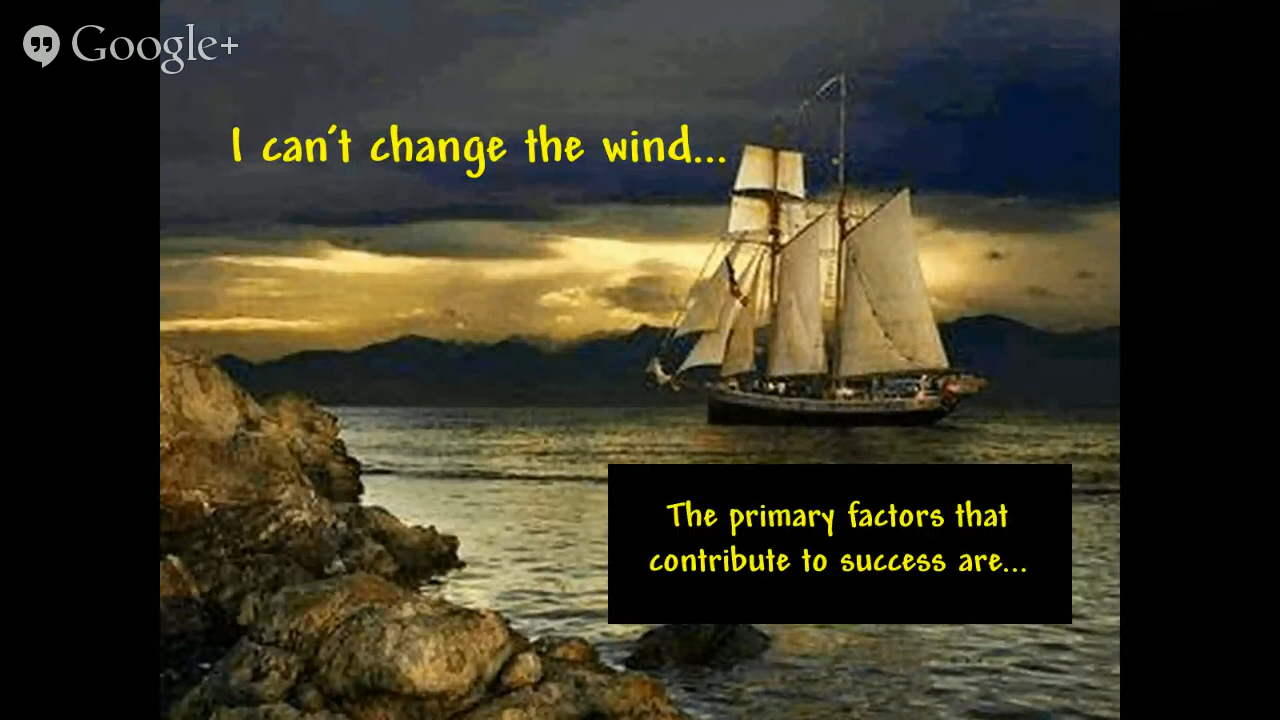 Google+
I can't change the wind...
The primary factors that
contribute to success are...